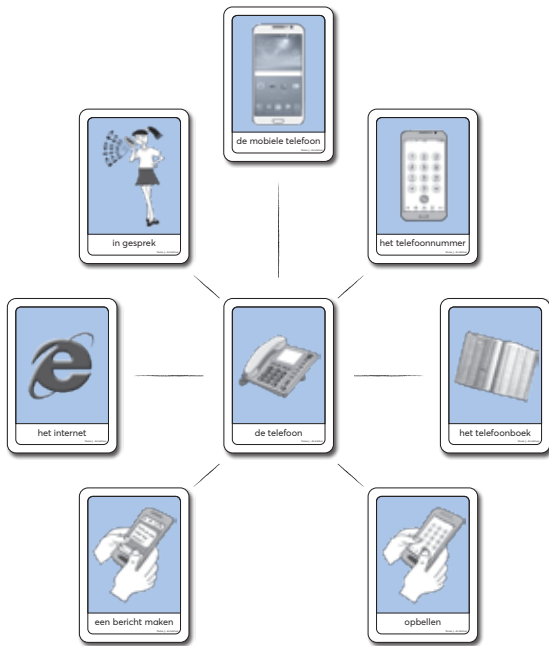 de mobiele telefoon
in gesprek
het telefoonnummer
het internet
de telefoon
het telefoonboek
een bericht maken
opbellen